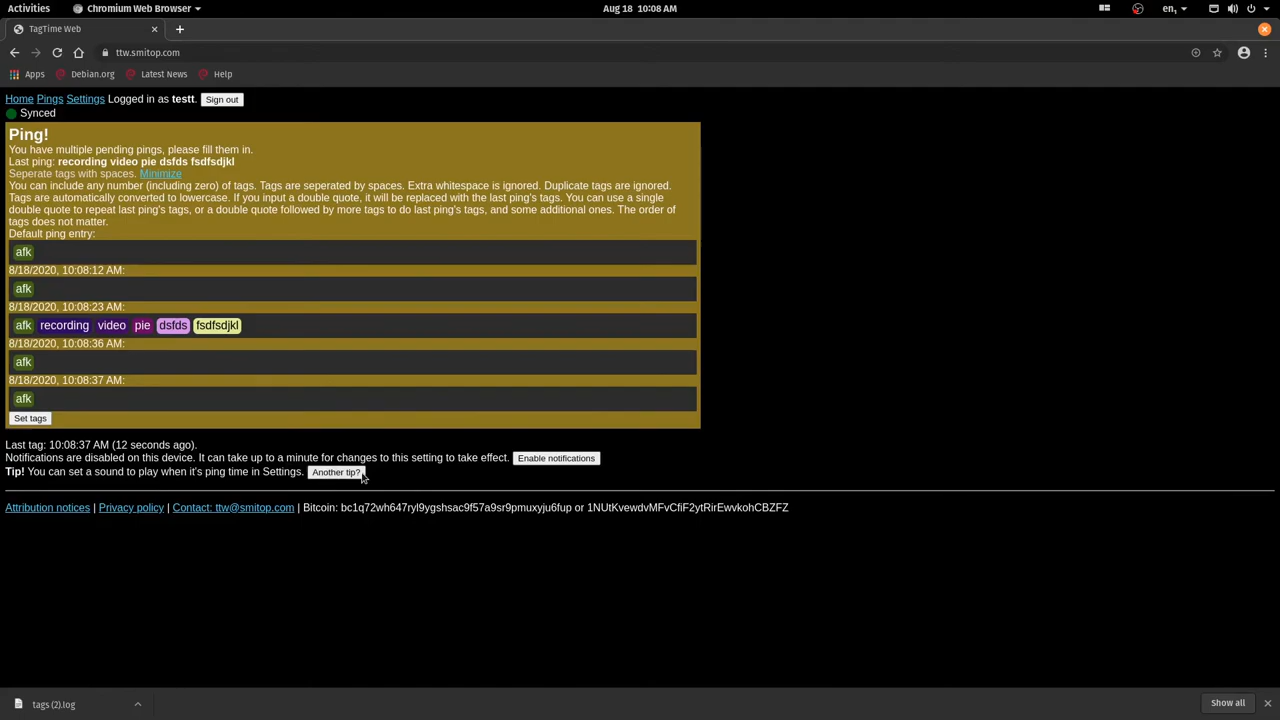 Activities Chromium Web Browser Aug 18 10:08 AM en,
TagTime Web
ttw.smitop.com
Apps Debian.org Latest News Help
Home Pings Settings Logged in as testt. Sign out
Synced
Ping!
You have multiple pending pings, please fill them in.
Last ping: recording video pie dsfds fsdfsdjkl
Seperate tags with spaces. Minimize
You can include any number (including zero) of tags. Tags are seperated by spaces. Extra whitespace is ignored. Duplicate tags are ignored.
Tags are automatically converted to lowercase. If you input a double quote, it will be replaced with the last ping's tags. You can use a single
double quote to repeat last ping's tags, or a double quote followed by more tags to do last ping's tags, and some additional ones. The order of
tags does not matter.
Default ping entry:
afk
8/18/2020, 10:08:12 AM:
afk
8/18/2020, 10:08:23 AM:
afk recording video pie dsfds fsdfsdjkl
8/18/2020, 10:08:36 AM:
afk
8/18/2020, 10:08:37 AM:
afk
Set tags
Last tag: 10:08:37 AM (12 seconds ago).
Notifications are disabled on this device. It can take up to a minute for changes to this setting to take effect. Enable notifications
Tip! You can set a sound to play when it's ping time in Settings. Another tip?
Attribution notices | Privacy policy | Contact: ttw@smitop.com | Bitcoin: bc1q72wh647ryl9ygshsac9f57a9sr9pmuxyju6fup or 1NUtKvewdvMFvCfiF2ytRirEwvkohCBZFZ
tags (2).log Show all